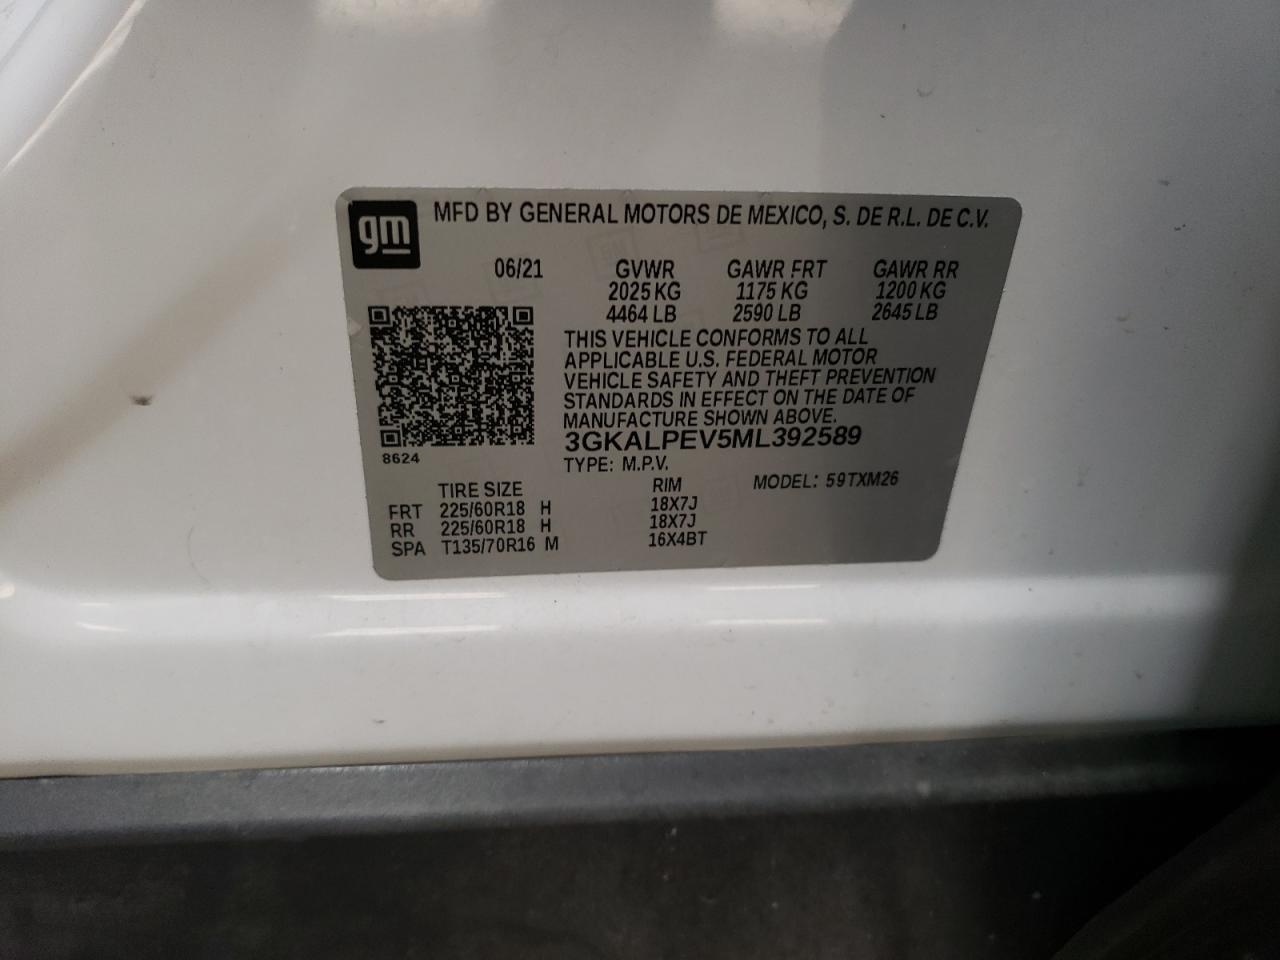 gm
MFD BY GENERAL MOTORS DE MEXICO, S. DE R.L. DE C.V.
06/21 GVWR GAWR FRT GAWR RR
2025 KG 1175 KG 1200 KG
4464 LB 2590 LB 2645 LB
THIS VEHICLE CONFORMS TO ALL
APPLICABLE U.S. FEDERAL MOTOR
VEHICLE SAFETY AND THEFT PREVENTION
STANDARDS IN EFFECT ON THE DATE OF
MANUFACTURE SHOWN ABOVE.
3GKALPEV5ML392589
8624
TYPE: M.P.V. MODEL: 59TXM26
TIRE SIZE RIM
FRT 225/60R18 H 18X7J
RR 225/60R18 H 18X7J
SPA T135/70R16 M 16X4BT